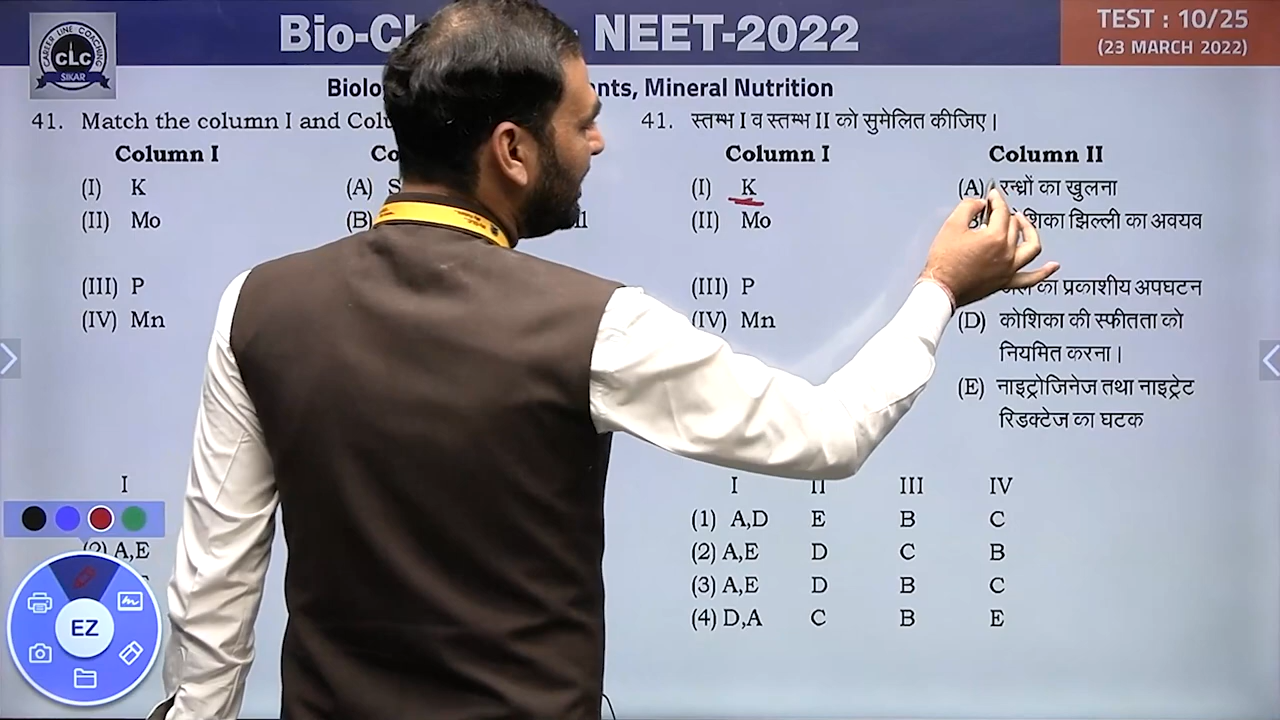 Bio-Cl NEET-2022
TEST : 10/25
(23 MARCH 2022)
CAREER LINE COACHING
CLC
SIKAR
nts, Mineral Nutrition
41. Match the column I and
Column I
(I) K (A)
(II) Mo (B)
(III) P
(IV) Mn
I
(2) A,E
EZ
41. स्तम्भ I व स्तम्भ II को सुमेलित कीजिए।
Column I Column II
(I) K (A) रन्ध्रों का खुलना
(II) Mo झिल्ली का अवयव
(III) P का प्रकाशीय अपघटन
(IV) Mn (D) कोशिका की स्फीतता को
नियमित करना।
(E) नाइट्रोजिनेज तथा नाइट्रेट
रिडक्टेज का घटक
I II III IV
(1) A,D E B C
(2) A,E D C B
(3) A,E D B C
(4) D,A C B E